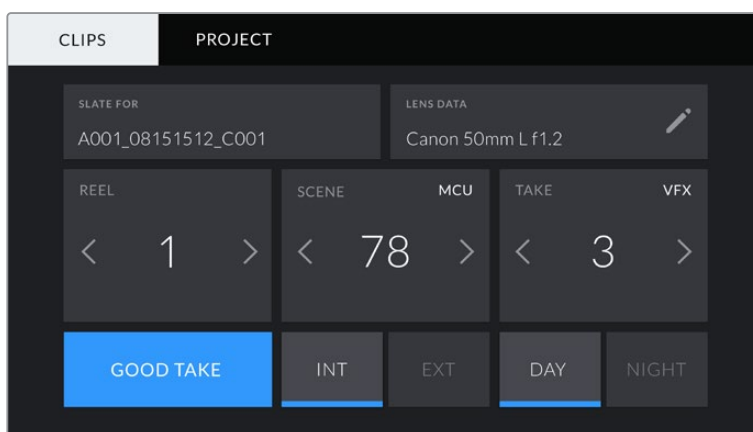 CLIPS PROJECT
SLATE FOR
A001_08151512_C001
LENS DATA
Canon 50mm L f1.2
REEL
1
SCENE MCU
78
TAKE VFX
3
GOOD TAKE
INT
EXT
DAY
NIGHT